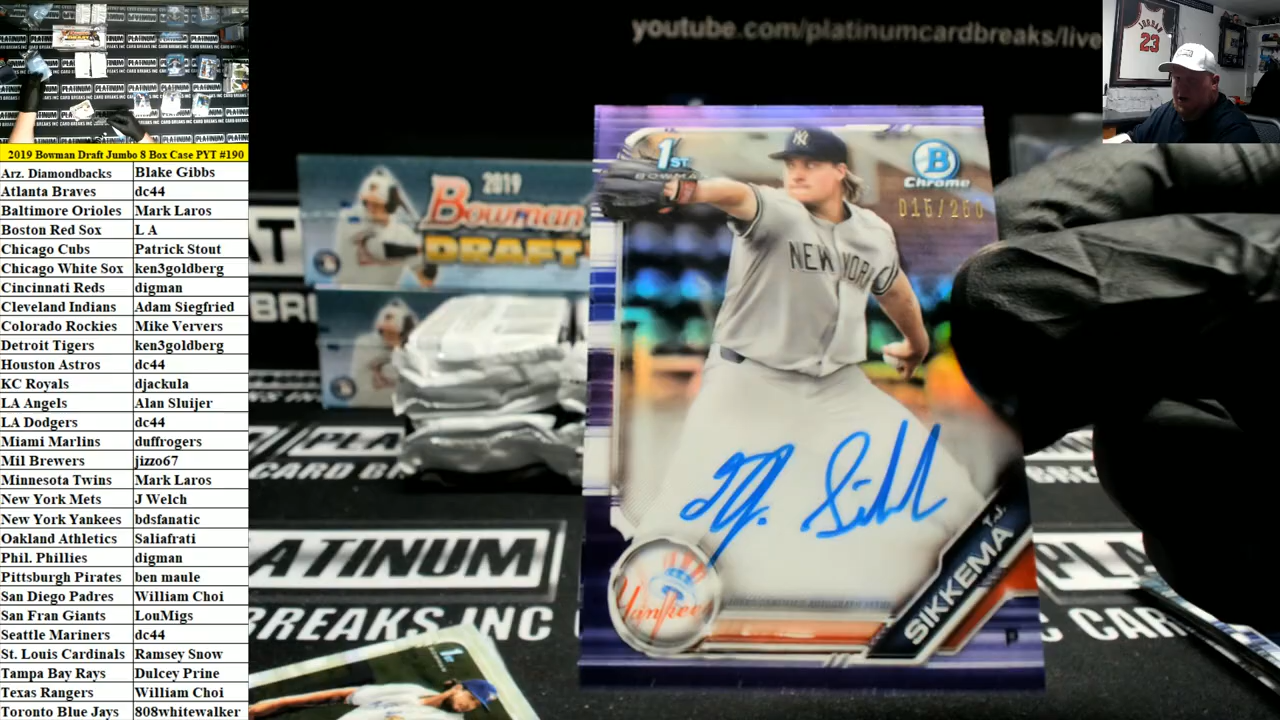 youtube.com/platinumcardbreaks/live
JORDAN
23
2019 Bowman Draft Jumbo 8 Box Case PYT #190
Arz. Diamondbacks Blake Gibbs
Atlanta Braves dc44
Baltimore Orioles Mark Laros
Boston Red Sox L A
Chicago Cubs Patrick Stout
Chicago White Sox ken3goldberg
Cincinnati Reds digman
Cleveland Indians Adam Siegfried
Colorado Rockies Mike Ververs
Detroit Tigers ken3goldberg
Houston Astros dc44
KC Royals djackula
LA Angels Alan Sluijer
LA Dodgers dc44
Miami Marlins duffrogers
Mil Brewers jizzo67
Minnesota Twins Mark Laros
New York Mets J Welch
New York Yankees bdsfanatic
Oakland Athletics Saliafrati
Phil. Phillies digman
Pittsburgh Pirates ben maule
San Diego Padres William Choi
San Fran Giants LouMigs
Seattle Mariners dc44
St. Louis Cardinals Ramsey Snow
Tampa Bay Rays Dulcey Prine
Texas Rangers William Choi
Toronto Blue Jays 808whitewalker
2019
Bowman
DRAFT
1ST
BOWMAN
B
Chrome
NEW YORK
T.J.
SIKKEMA
Yankees
P
PLATINUM
CARD BREAKS INC
1ST